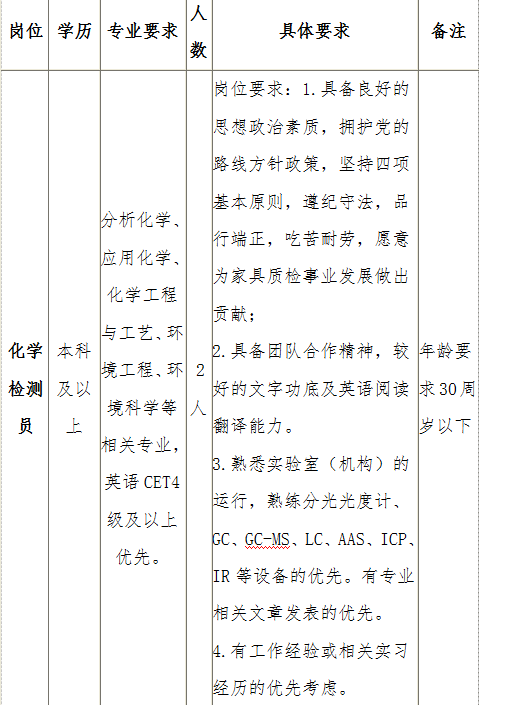 岗位 学历 专业要求 人数 具体要求 备注
化学
检测
员
本科
及以
上
分析化学、
应用化学、
化学工程
与工艺、环
境工程、环
境科学等
相关专业，
英语CET4
级及以上
优先。
2
人
岗位要求：1.具备良好的
思想政治素质，拥护党的
路线方针政策，坚持四项
基本原则，遵纪守法，品
行端正，吃苦耐劳，愿意
为家具质检事业发展做出
贡献；
2.具备团队合作精神，较
好的文字功底及英语阅读
翻译能力。
3.熟悉实验室（机构）的
运行，熟练分光光度计、
GC、GC-MS、LC、AAS、ICP、
IR等设备的优先。有专业
相关文章发表的优先。
4.有工作经验或相关实习
经历的优先考虑。
年龄要
求30周
岁以下